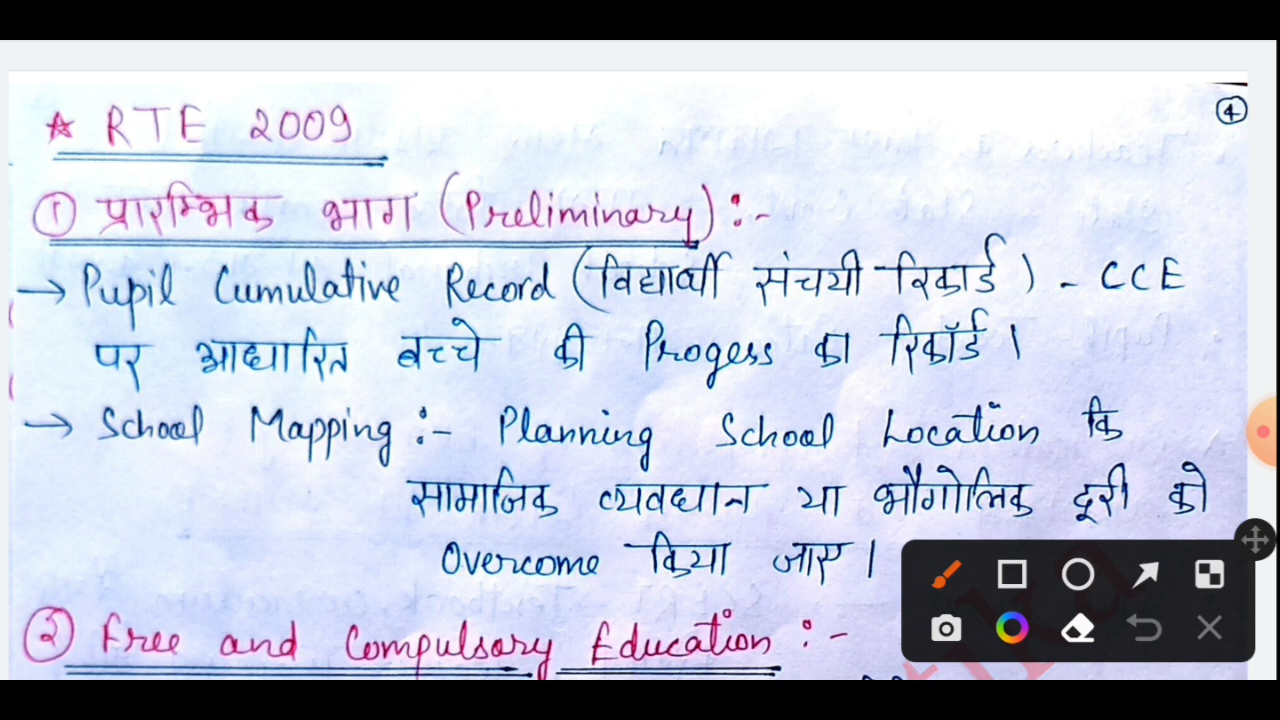 ★ RTE 2009
④
① प्रारम्भिक भाग (Preliminary) :-
→ Pupil Cumulative Record (विद्यार्थी संचयी रिकार्ड) - CCE
पर आधारित बच्चे की Progess का रिकॉर्ड।
→ School Mapping :- Planning School Location कि
सामाजिक व्यवधान या भौगोलिक दूरी को
Overcome किया जाए।
② Free and Compulsory Education :-